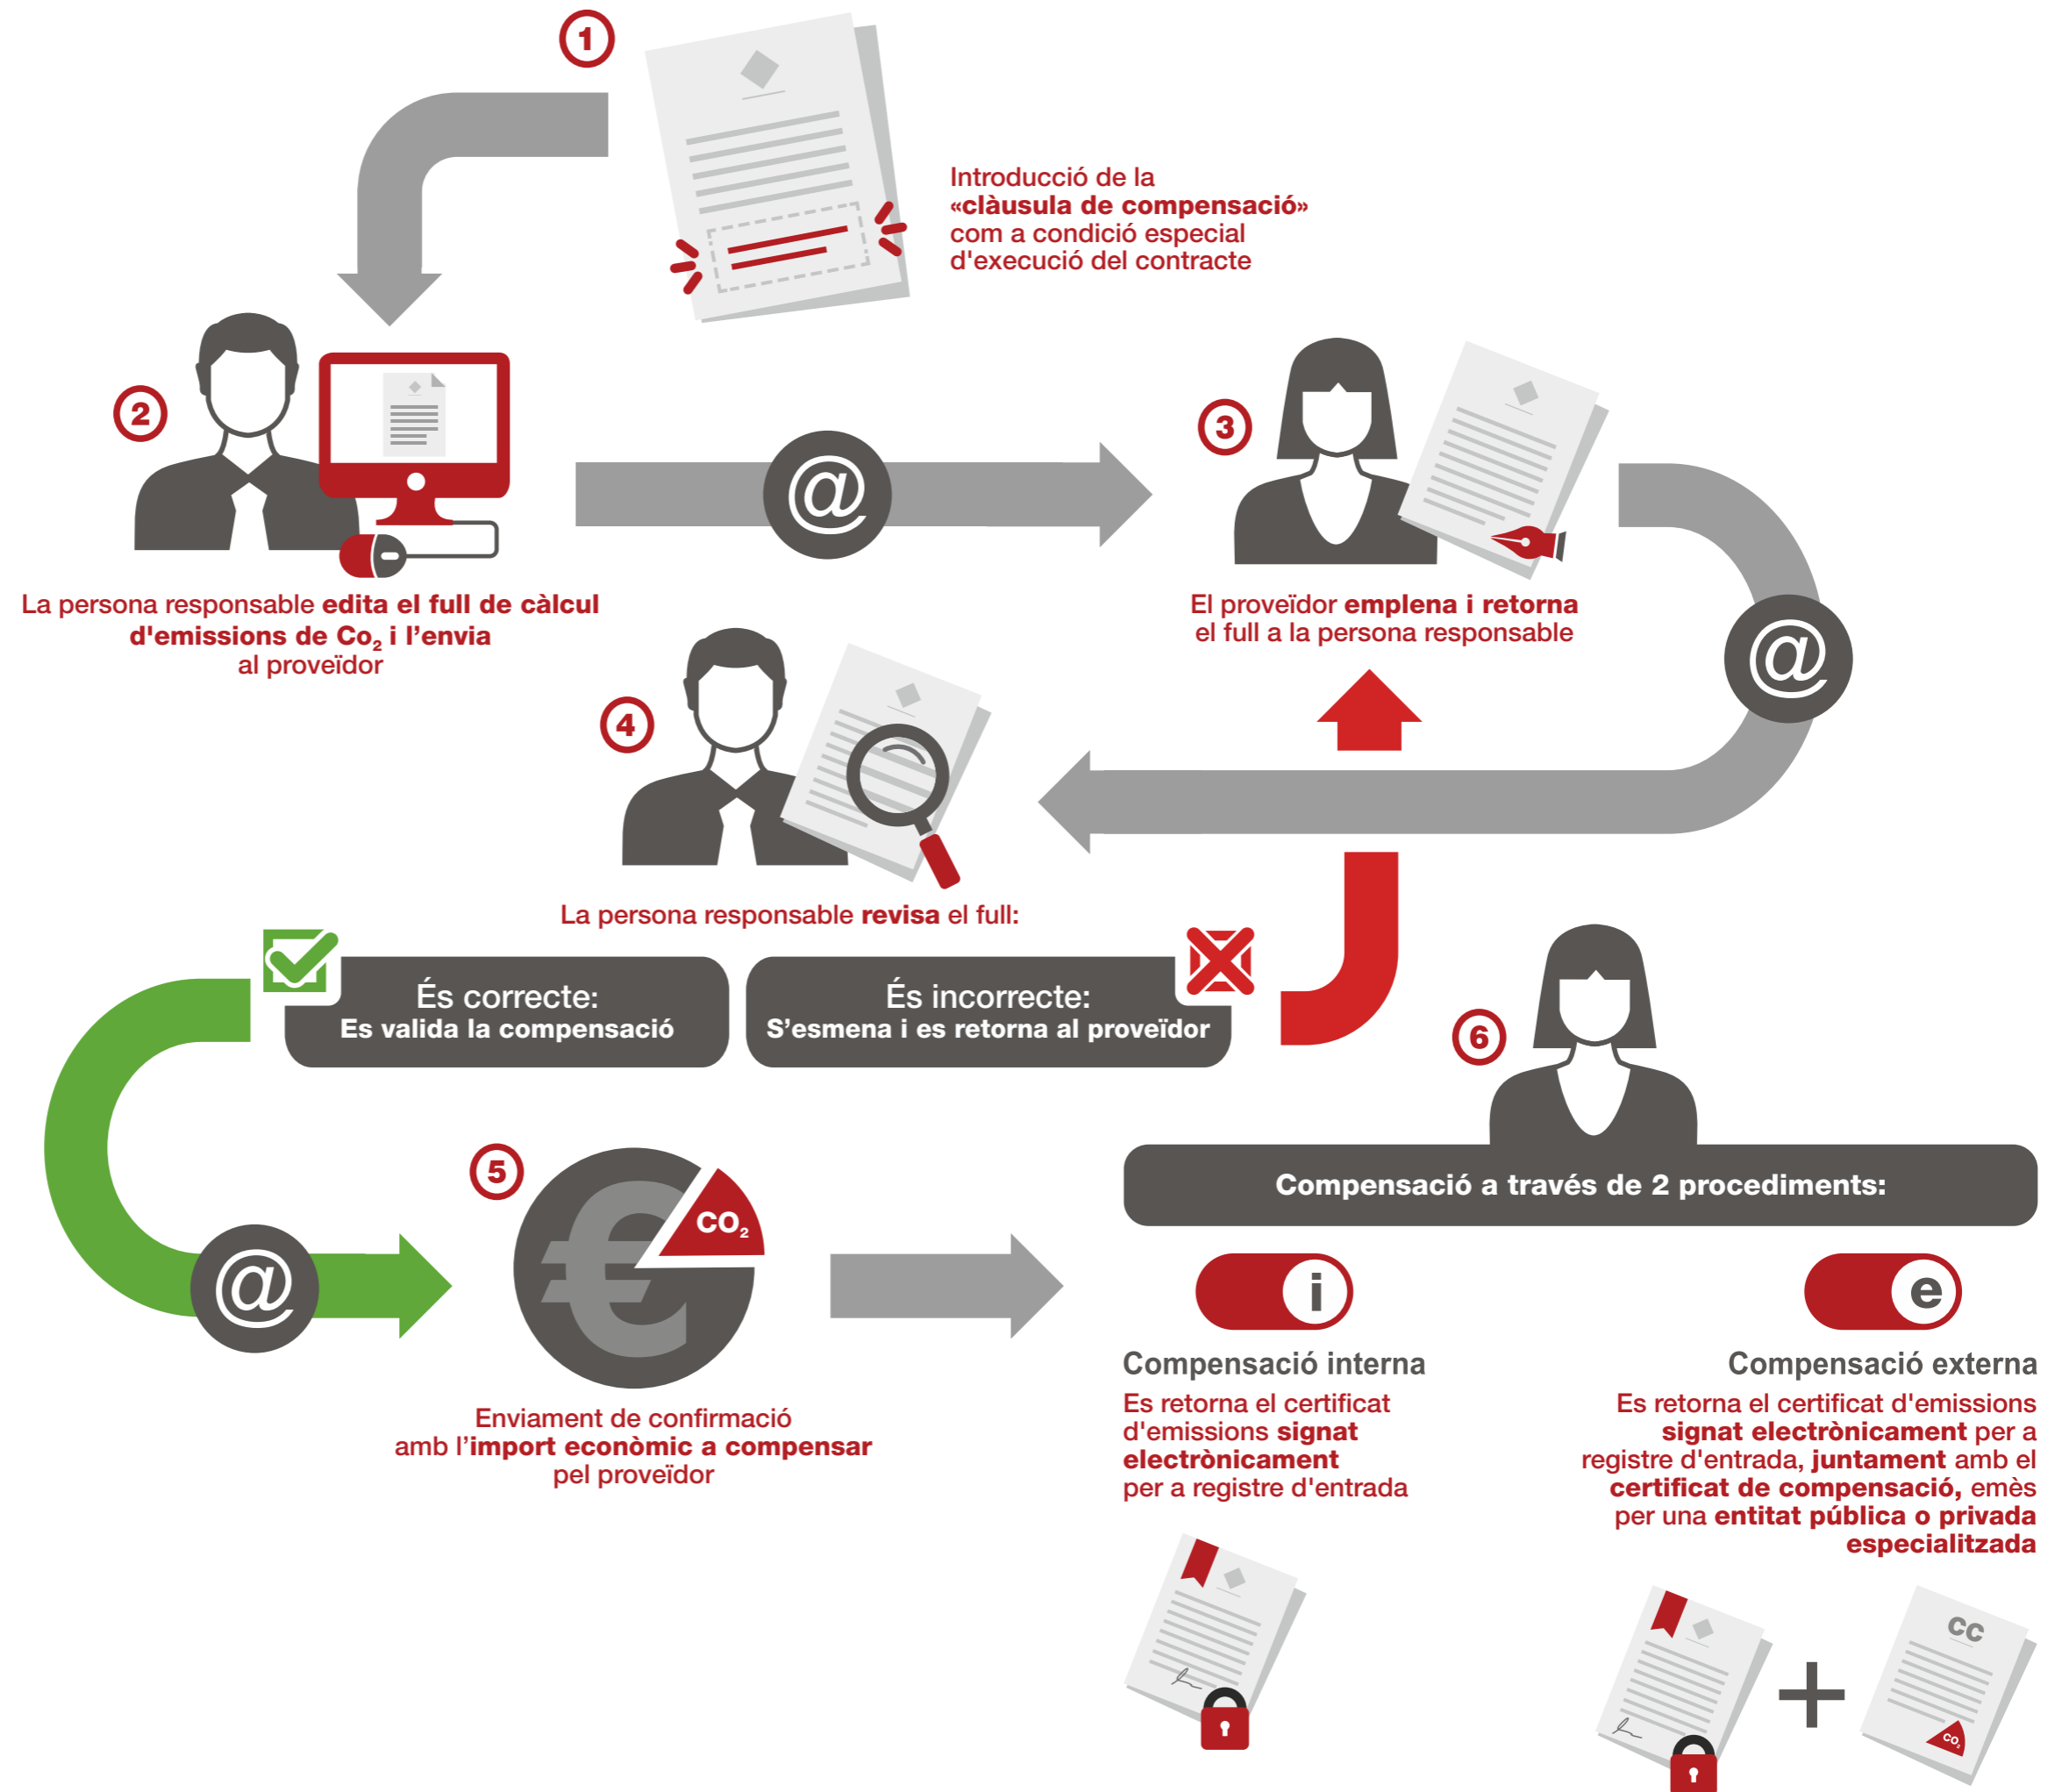 1
Introducció de la
«clàusula de compensació»
com a condició especial
d'execució del contracte
2
@
La persona responsable edita el full de càlcul
d'emissions de Co₂ i l’envia
al proveïdor
3
El proveïdor emplena i retorna
el full a la persona responsable
@
4
La persona responsable revisa el full:
És correcte:
Es valida la compensació
És incorrecte:
S’esmena i es retorna al proveïdor
@
5
€
CO₂
Enviament de confirmació
amb l’import econòmic a compensar
pel proveïdor
6
Compensació a través de 2 procediments:
i
Compensació interna
Es retorna el certificat
d'emissions signat
electrònicament
per a registre d'entrada
e
Compensació externa
Es retorna el certificat d'emissions
signat electrònicament per a
registre d'entrada, juntament amb el
certificat de compensació, emès
per una entitat pública o privada
especialitzada
+
cc
CO₂